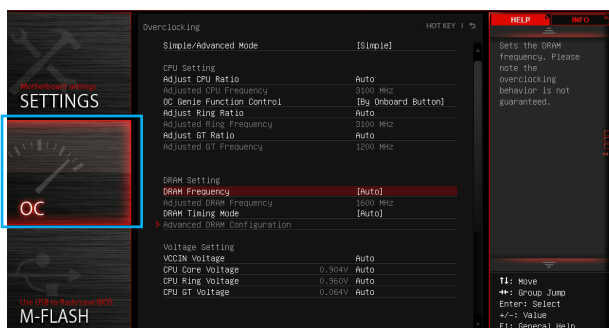 Motherboard settings
SETTINGS
OC
Use USB to flash/save BIOS
M-FLASH
Overclocking
HOT KEY
Simple/Advanced Mode [Simple]
CPU Setting
Adjust CPU Ratio Auto
Adjusted CPU Frequency 3100 MHz
OC Genie Function Control [By Onboard Button]
Adjust Ring Ratio Auto
Adjusted Ring Frequency 3100 MHz
Adjust GT Ratio Auto
Adjusted GT Frequency 1200 MHz
DRAM Setting
DRAM Frequency [Auto]
Adjusted DRAM Frequency 1600 MHz
DRAM Timing Mode [Auto]
> Advanced DRAM Configuration
Voltage Setting
VCCIN Voltage Auto
CPU Core Voltage 0.904V Auto
CPU Ring Voltage 0.960V Auto
CPU GT Voltage 0.064V Auto
HELP
INFO
Sets the DRAM
frequency. Please
note the
overclocking
behavior is not
guaranteed.
↑↓: Move
↔: Group Jump
Enter: Select
+/-: Value
F1: General Help